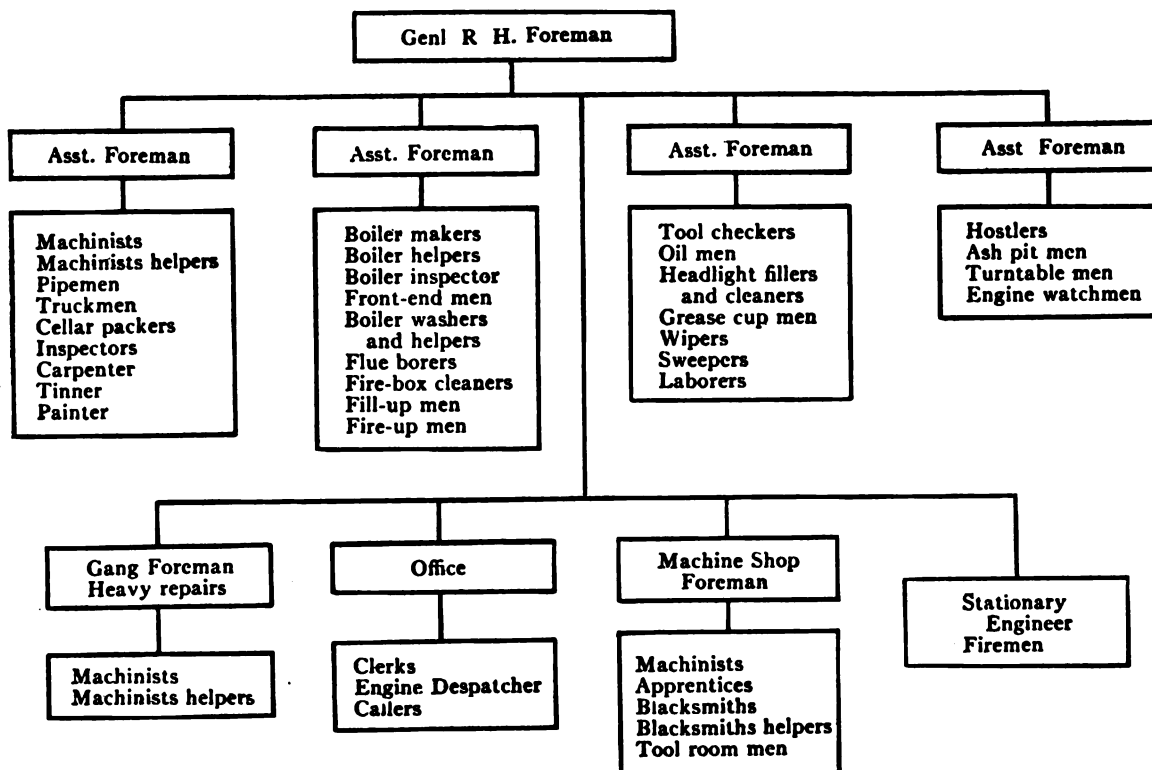 Genl R H. Foreman
Asst. Foreman
Asst. Foreman
Asst. Foreman
Asst Foreman
Machinists
Machinists helpers
Pipemen
Truckmen
Cellar packers
Inspectors
Carpenter
Tinner
Painter
Boiler makers
Boiler helpers
Boiler inspector
Front-end men
Boiler washers
and helpers
Flue borers
Fire-box cleaners
Fill-up men
Fire-up men
Tool checkers
Oil men
Headlight fillers
and cleaners
Grease cup men
Wipers
Sweepers
Laborers
Hostlers
Ash pit men
Turntable men
Engine watchmen
Gang Foreman
Heavy repairs
Office
Machine Shop
Foreman
Stationary
Engineer
Firemen
Machinists
Machinists helpers
Clerks
Engine Despatcher
Callers
Machinists
Apprentices
Blacksmiths
Blacksmiths helpers
Tool room men